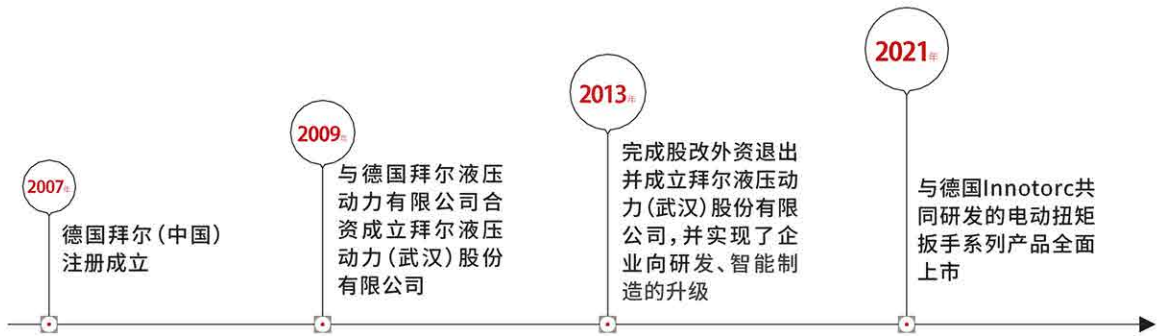 2007年
德国拜尔（中国）
注册成立
2009年
与德国拜尔液压
动力有限公司合
资成立拜尔液压
动力（武汉）股份
有限公司
2013年
完成股改外资退出
并成立拜尔液压动
力（武汉）股份有限
公司，并实现了企
业向研发、智能制
造的升级
2021年
与德国Innotorc共
同研发的电动扭矩
扳手系列产品全面
上市